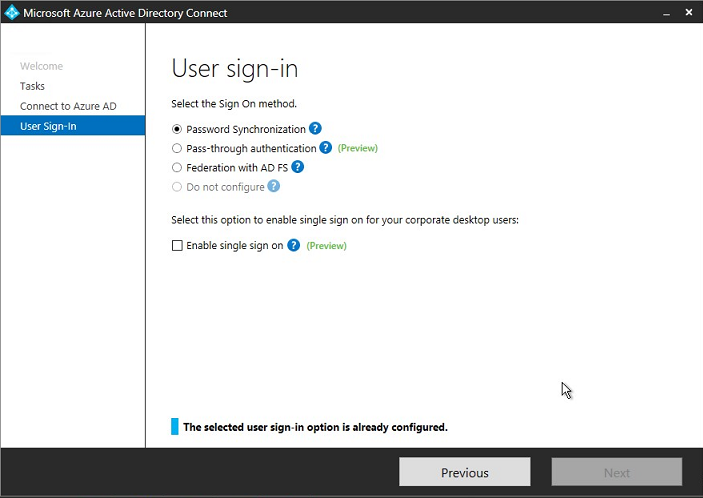 Microsoft Azure Active Directory Connect
Welcome
Tasks
Connect to Azure AD
User Sign-In
User sign-in
Select the Sign On method.
Password Synchronization ?
Pass-through authentication ? (Preview)
Federation with AD FS ?
Do not configure ?
Select this option to enable single sign on for your corporate desktop users:
Enable single sign on ? (Preview)
The selected user sign-in option is already configured.
Previous
Next